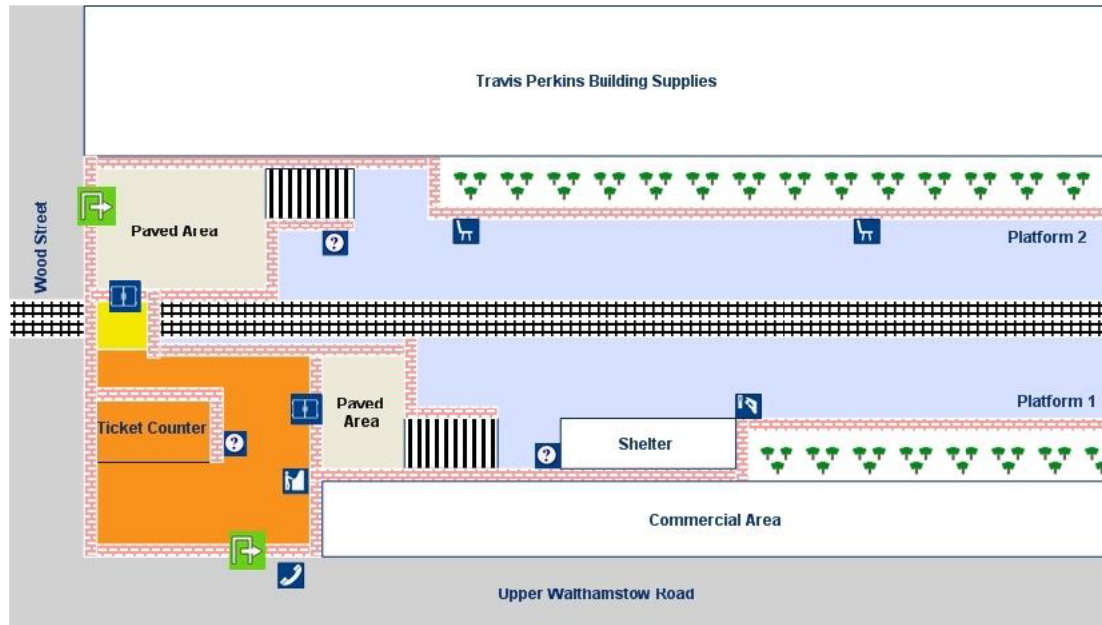 Travis Perkins Building Supplies
Wood Street
Paved Area
?
Platform 2
Platform 1
Paved
Area
Ticket Counter
?
?
Shelter
Commercial Area
Upper Walthamstow Road